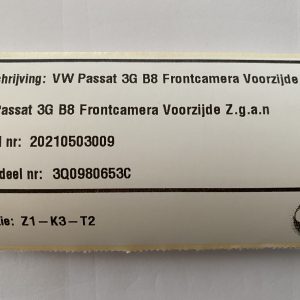 chrijving: VW Passat 3G B8 Frontcamera Voorzijde
Passat 3G B8 Frontcamera Voorzijde Z.g.a.n
l nr: 20210503009
deel nr: 3Q0980653C
ie: Z1-K3-T2